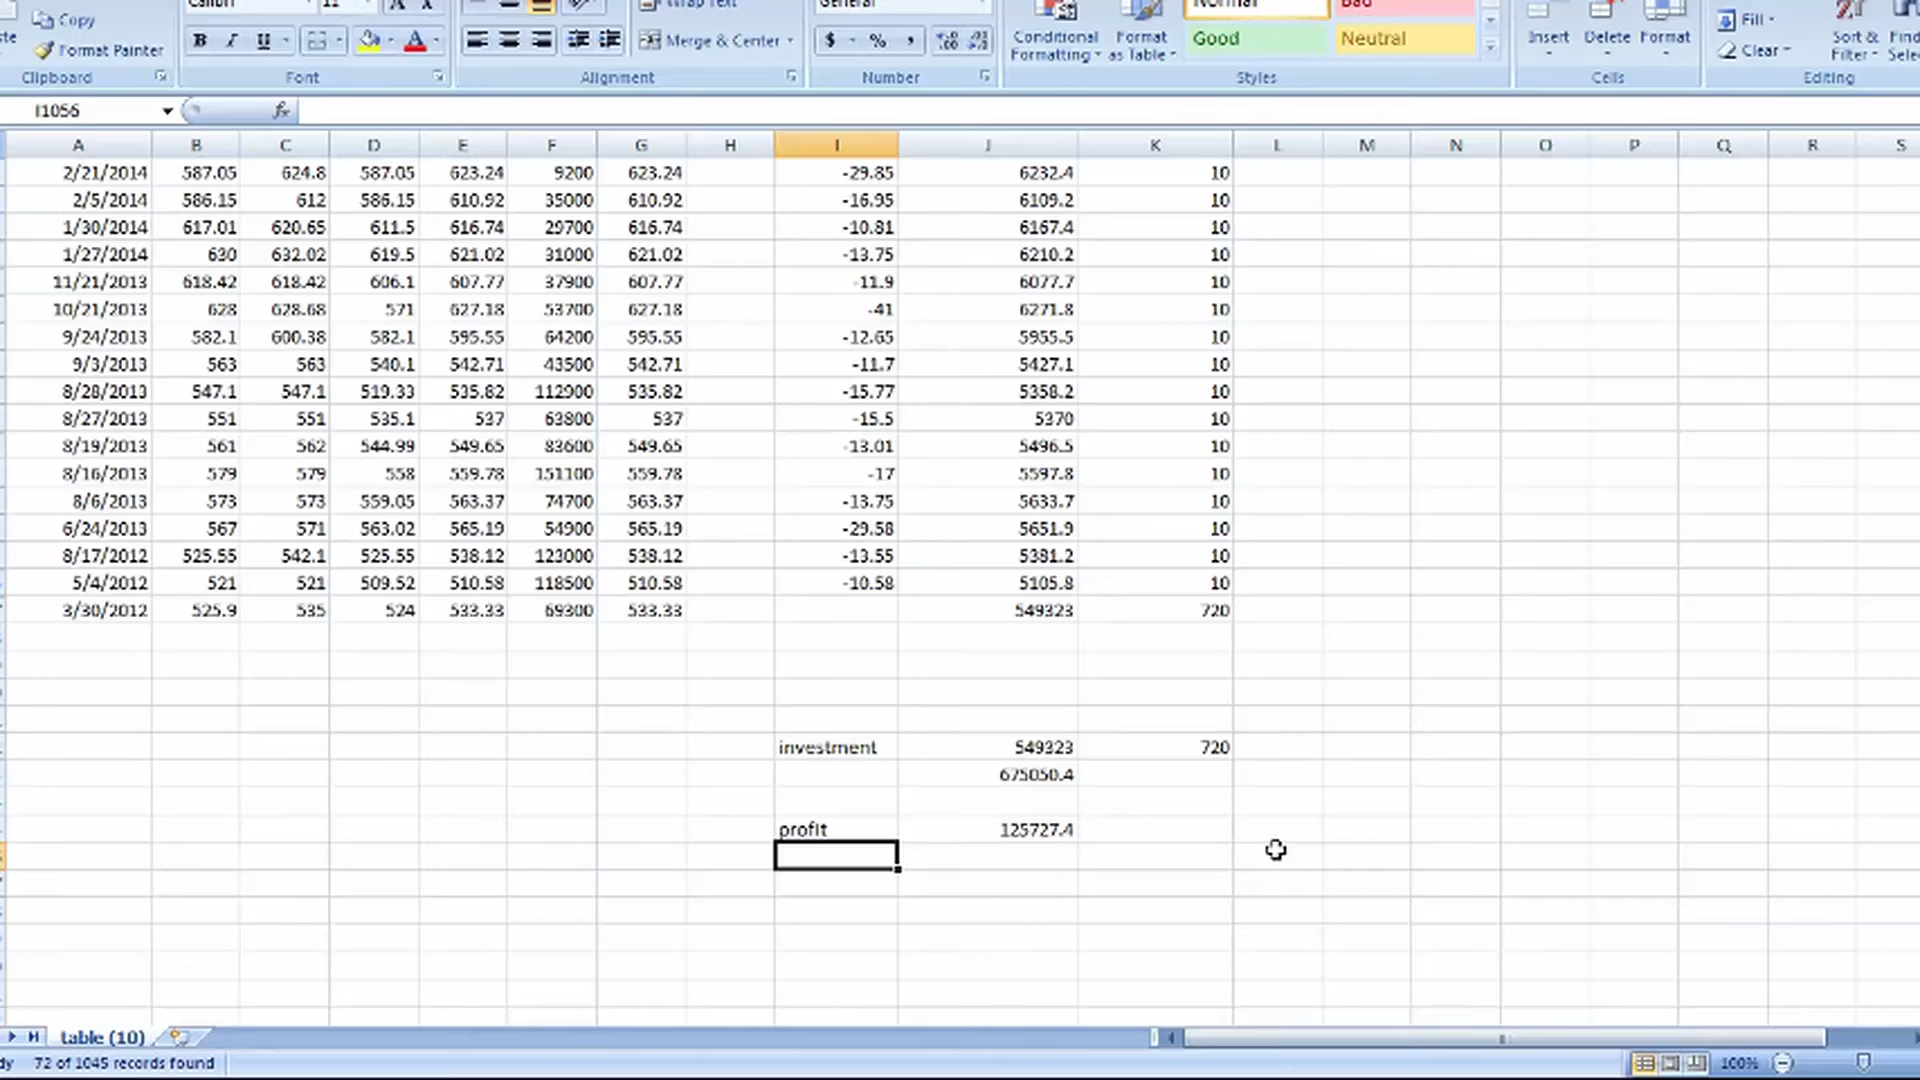 Copy
Format Painter
B I U
Merge & Center
$ % ,
Conditional Formatting
Format as Table
Normal Bad
Good Neutral
Insert Delete Format
Fill
Clear
Sort & Filter
Clipboard Font Alignment Number Styles Cells Editing
I1056 fx
A B C D E F G H I J K L M N O P Q R S
2/21/2014 587.05 624.8 587.05 623.24 9200 623.24 -29.85 6232.4 10
2/5/2014 586.15 612 586.15 610.92 35000 610.92 -16.95 6109.2 10
1/30/2014 617.01 620.65 611.5 616.74 29700 616.74 -10.81 6167.4 10
1/27/2014 630 632.02 619.5 621.02 31000 621.02 -13.75 6210.2 10
11/21/2013 618.42 618.42 606.1 607.77 37900 607.77 -11.9 6077.7 10
10/21/2013 628 628.68 571 627.18 53700 627.18 -41 6271.8 10
9/24/2013 582.1 600.38 582.1 595.55 64200 595.55 -12.65 5955.5 10
9/3/2013 563 563 540.1 542.71 43500 542.71 -11.7 5427.1 10
8/28/2013 547.1 547.1 519.33 535.82 112900 535.82 -15.77 5358.2 10
8/27/2013 551 551 535.1 537 63800 537 -15.5 5370 10
8/19/2013 561 562 544.99 549.65 83600 549.65 -13.01 5496.5 10
8/16/2013 579 579 558 559.78 151100 559.78 -17 5597.8 10
8/6/2013 573 573 559.05 563.37 74700 563.37 -13.75 5633.7 10
6/24/2013 567 571 563.02 565.19 54900 565.19 -29.58 5651.9 10
8/17/2012 525.55 542.1 525.55 538.12 123000 538.12 -13.55 5381.2 10
5/4/2012 521 521 509.52 510.58 118500 510.58 -10.58 5105.8 10
3/30/2012 525.9 535 524 533.33 69300 533.33 549323 720
investment 549323 720
675050.4
profit 125727.4
table (10)
72 of 1045 records found 100%